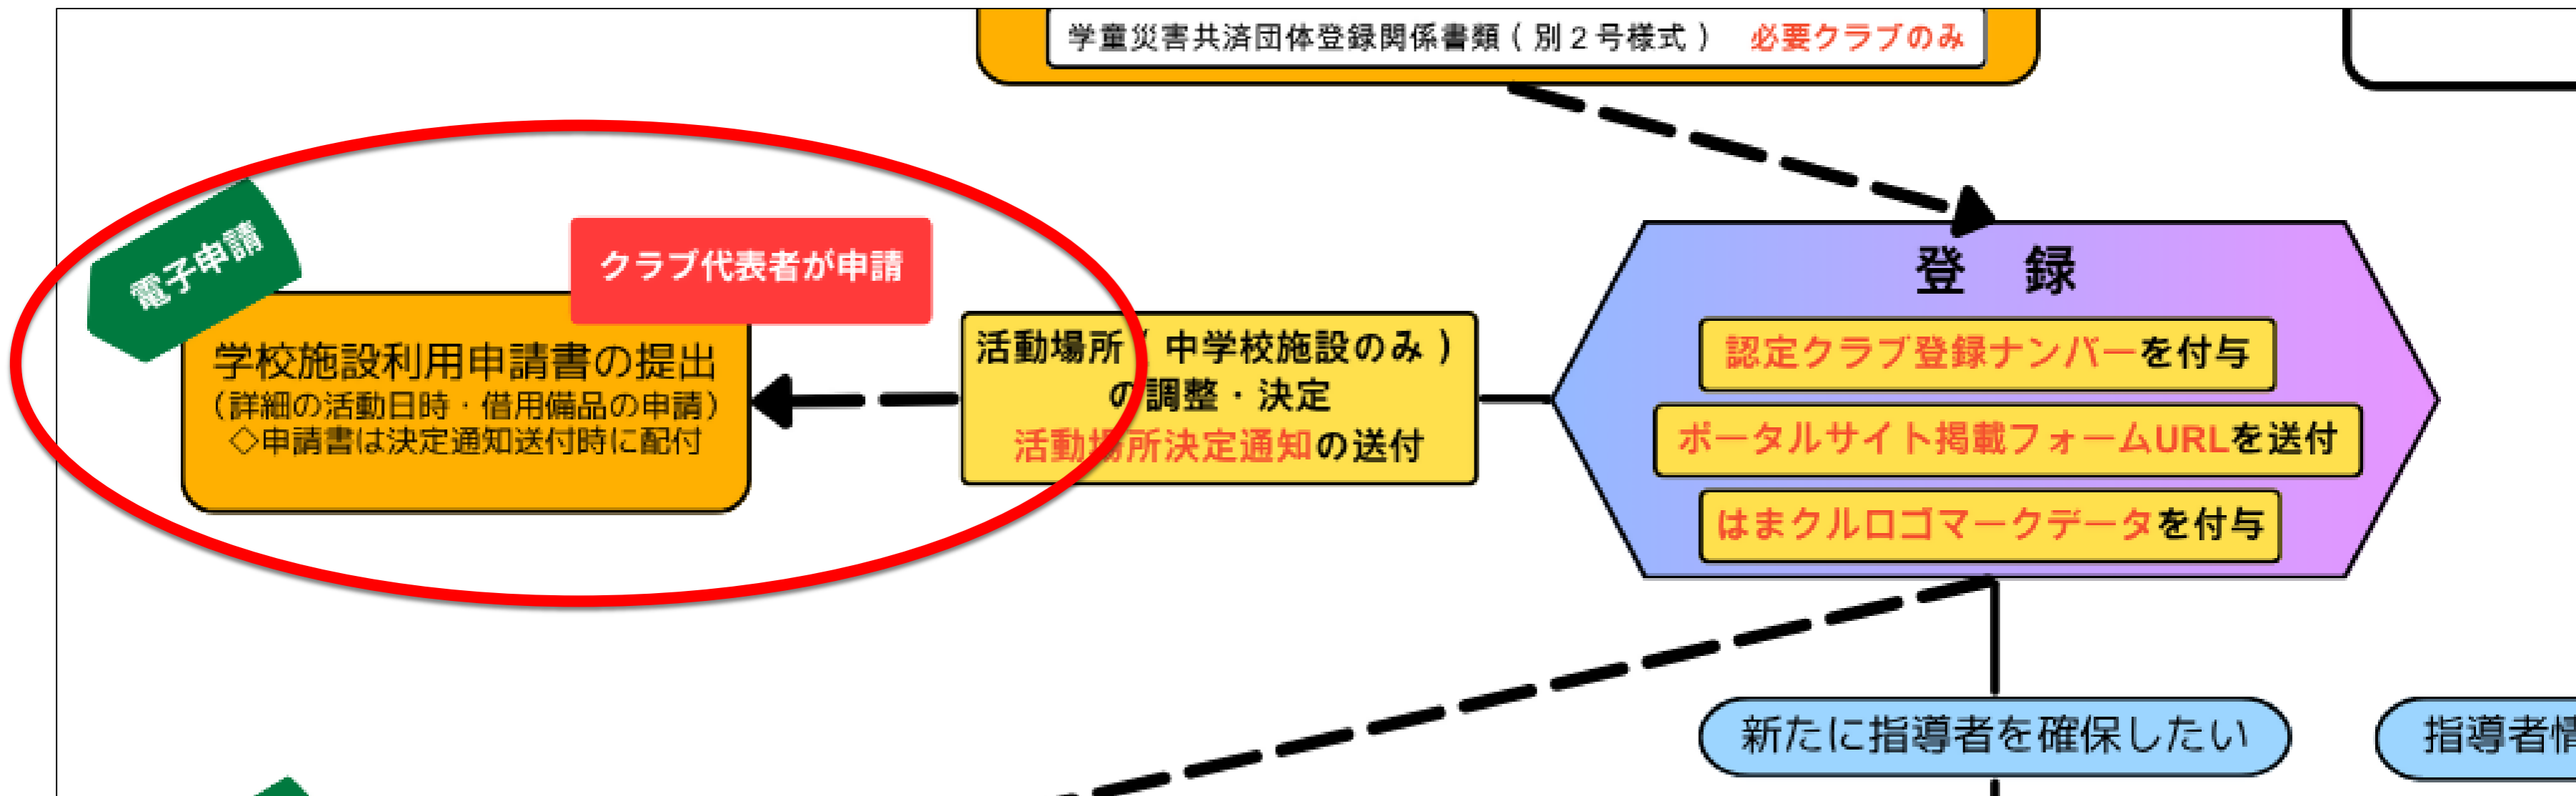 学童災害共済団体登録関係書類（別２号様式） 必要クラブのみ
電子申請
クラブ代表者が申請
学校施設利用申請書の提出
（詳細の活動日時・借用備品の申請）
◇申請書は決定通知送付時に配付
活動場所（中学校施設のみ）
の調整・決定
活動場所決定通知の送付
登 録
認定クラブ登録ナンバーを付与
ポータルサイト掲載フォームURLを送付
はまクルロゴマークデータを付与
新たに指導者を確保したい
指導者情